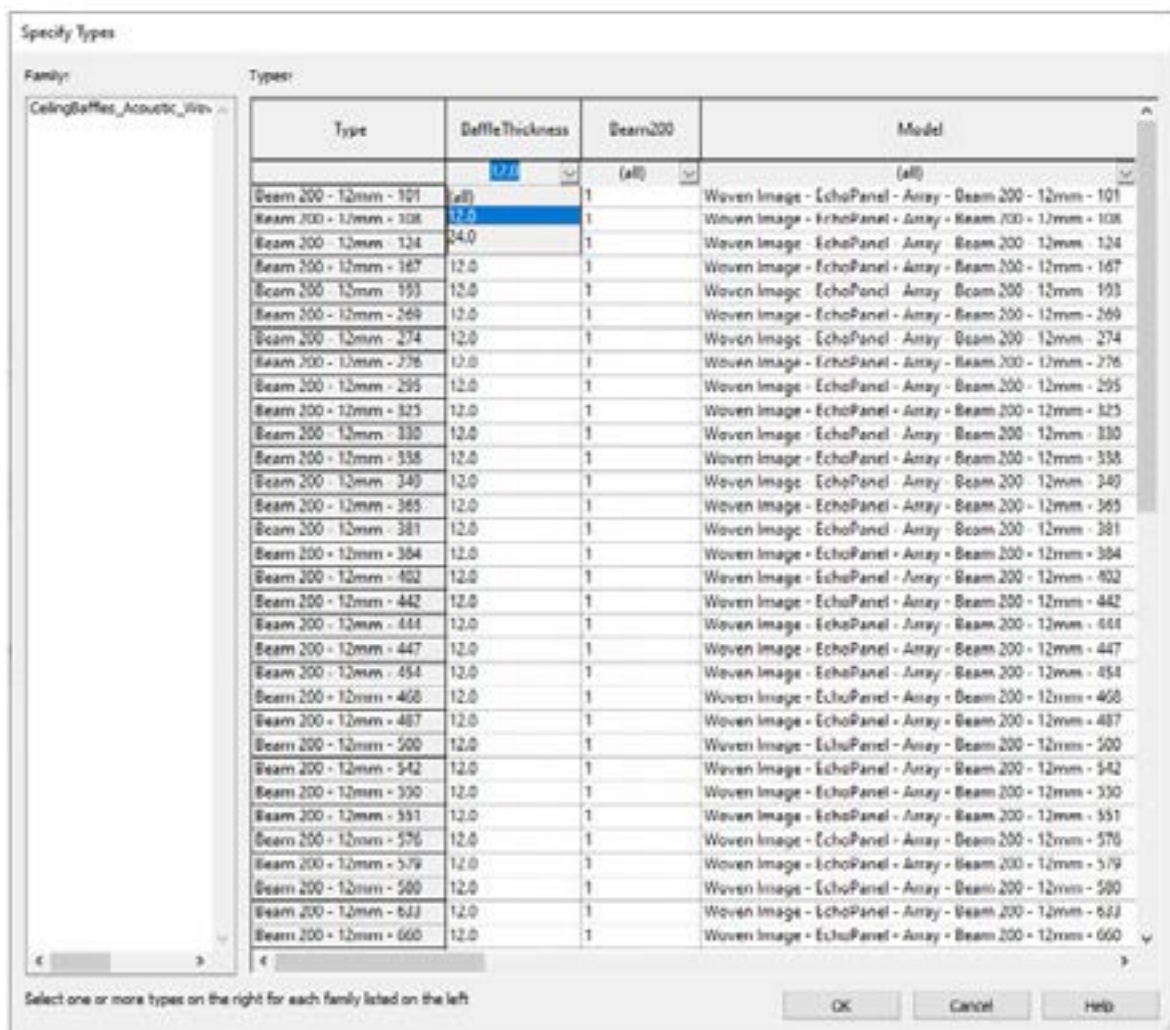 Specify Types
Family: Types:
CeilingBaffles_Acoustic_Wov
Type BaffleThickness Beam200 Model
12.0 (all) (all)
Beam 200 - 12mm - 101 (all) 1 Woven Image - EchoPanel - Array - Beam 200 - 12mm - 101
Beam 200 - 12mm - 108 12.0 1 Woven Image - EchoPanel - Array - Beam 200 - 12mm - 108
Beam 200 - 12mm - 124 24.0 1 Woven Image - EchoPanel - Array - Beam 200 - 12mm - 124
Beam 200 - 12mm - 167 12.0 1 Woven Image - EchoPanel - Array - Beam 200 - 12mm - 167
Beam 200 - 12mm - 193 12.0 1 Woven Image - EchoPanel - Array - Beam 200 - 12mm - 193
Beam 200 - 12mm - 269 12.0 1 Woven Image - EchoPanel - Array - Beam 200 - 12mm - 269
Beam 200 - 12mm - 274 12.0 1 Woven Image - EchoPanel - Array - Beam 200 - 12mm - 274
Beam 200 - 12mm - 276 12.0 1 Woven Image - EchoPanel - Array - Beam 200 - 12mm - 276
Beam 200 - 12mm - 295 12.0 1 Woven Image - EchoPanel - Array - Beam 200 - 12mm - 295
Beam 200 - 12mm - 325 12.0 1 Woven Image - EchoPanel - Array - Beam 200 - 12mm - 325
Beam 200 - 12mm - 330 12.0 1 Woven Image - EchoPanel - Array - Beam 200 - 12mm - 330
Beam 200 - 12mm - 338 12.0 1 Woven Image - EchoPanel - Array - Beam 200 - 12mm - 338
Beam 200 - 12mm - 349 12.0 1 Woven Image - EchoPanel - Array - Beam 200 - 12mm - 349
Beam 200 - 12mm - 365 12.0 1 Woven Image - EchoPanel - Array - Beam 200 - 12mm - 365
Beam 200 - 12mm - 381 12.0 1 Woven Image - EchoPanel - Array - Beam 200 - 12mm - 381
Beam 200 - 12mm - 384 12.0 1 Woven Image - EchoPanel - Array - Beam 200 - 12mm - 384
Beam 200 - 12mm - 402 12.0 1 Woven Image - EchoPanel - Array - Beam 200 - 12mm - 402
Beam 200 - 12mm - 442 12.0 1 Woven Image - EchoPanel - Array - Beam 200 - 12mm - 442
Beam 200 - 12mm - 444 12.0 1 Woven Image - EchoPanel - Array - Beam 200 - 12mm - 444
Beam 200 - 12mm - 447 12.0 1 Woven Image - EchoPanel - Array - Beam 200 - 12mm - 447
Beam 200 - 12mm - 454 12.0 1 Woven Image - EchoPanel - Array - Beam 200 - 12mm - 454
Beam 200 - 12mm - 468 12.0 1 Woven Image - EchoPanel - Array - Beam 200 - 12mm - 468
Beam 200 - 12mm - 487 12.0 1 Woven Image - EchoPanel - Array - Beam 200 - 12mm - 487
Beam 200 - 12mm - 500 12.0 1 Woven Image - EchoPanel - Array - Beam 200 - 12mm - 500
Beam 200 - 12mm - 542 12.0 1 Woven Image - EchoPanel - Array - Beam 200 - 12mm - 542
Beam 200 - 12mm - 550 12.0 1 Woven Image - EchoPanel - Array - Beam 200 - 12mm - 550
Beam 200 - 12mm - 551 12.0 1 Woven Image - EchoPanel - Array - Beam 200 - 12mm - 551
Beam 200 - 12mm - 576 12.0 1 Woven Image - EchoPanel - Array - Beam 200 - 12mm - 576
Beam 200 - 12mm - 579 12.0 1 Woven Image - EchoPanel - Array - Beam 200 - 12mm - 579
Beam 200 - 12mm - 580 12.0 1 Woven Image - EchoPanel - Array - Beam 200 - 12mm - 580
Beam 200 - 12mm - 633 12.0 1 Woven Image - EchoPanel - Array - Beam 200 - 12mm - 633
Beam 200 - 12mm - 660 12.0 1 Woven Image - EchoPanel - Array - Beam 200 - 12mm - 660
Select one or more types on the right for each family listed on the left
OK Cancel Help